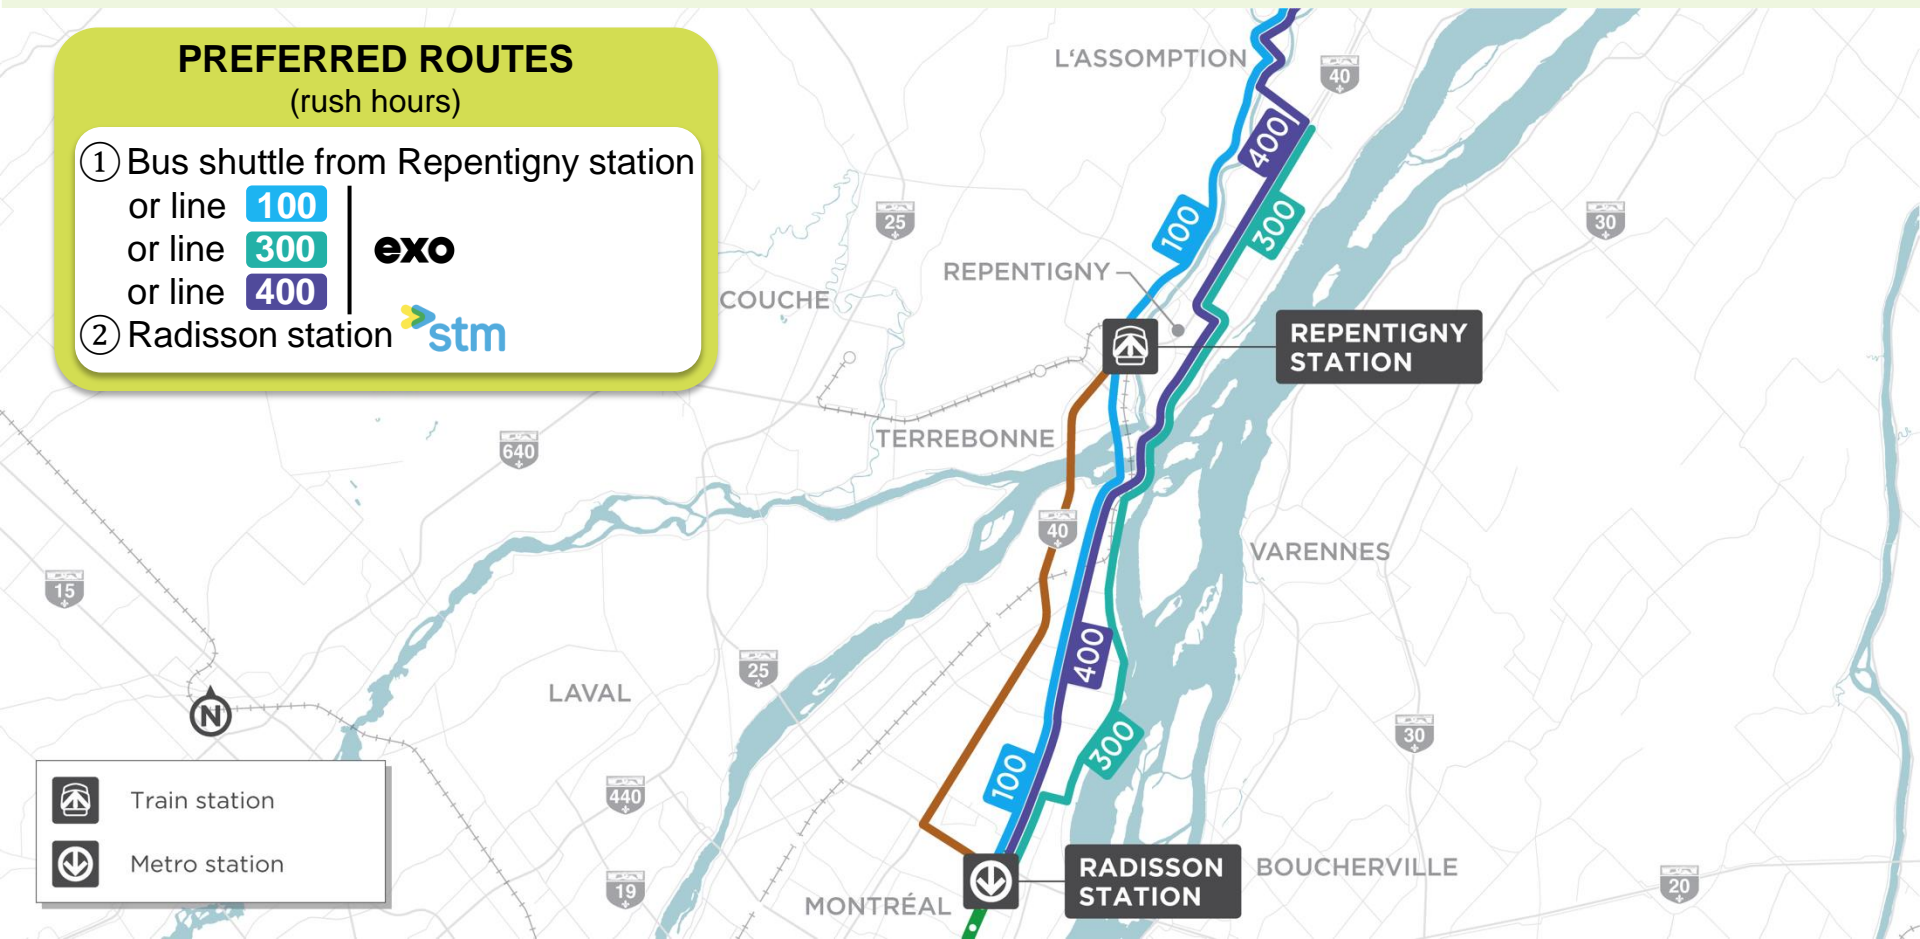 PREFERRED ROUTES
(rush hours)
① Bus shuttle from Repentigny station
or line 100
or line 300
or line 400
exo
② Radisson station stm
L'ASSOMPTION
40
400
25
100
300
30
REPENTIGNY
COUCHE
REPENTIGNY
STATION
TERREBONNE
640
40
VARENNES
15
400
25
LAVAL
N
30
300
100
440
Train station
Metro station
19
RADISSON
STATION
BOUCHERVILLE
20
MONTRÉAL